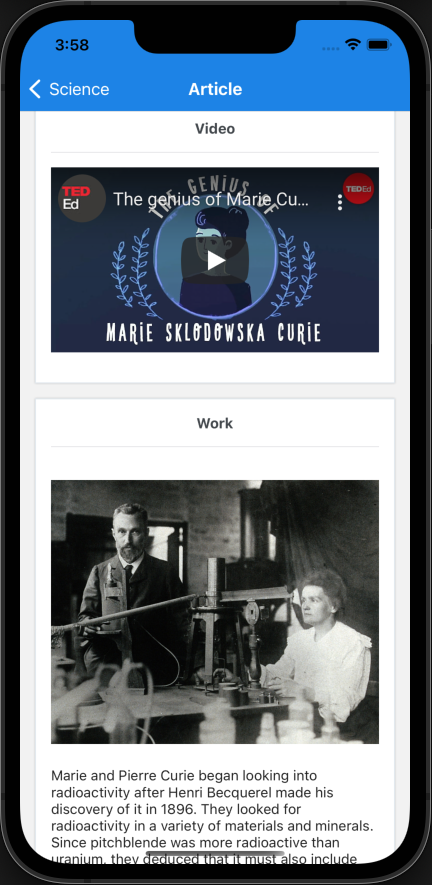 3:58
Science
Article
Video
TED
Ed
The genius of Marie Cu...
TEDEd
THE GENIUS OF
MARIE SKLODOWSKA CURIE
Work
Marie and Pierre Curie began looking into
radioactivity after Henri Becquerel made his
discovery of it in 1896. They looked for
radioactivity in a variety of materials and minerals.
Since pitchblende was more radioactive than
uranium, they deduced that it must also include